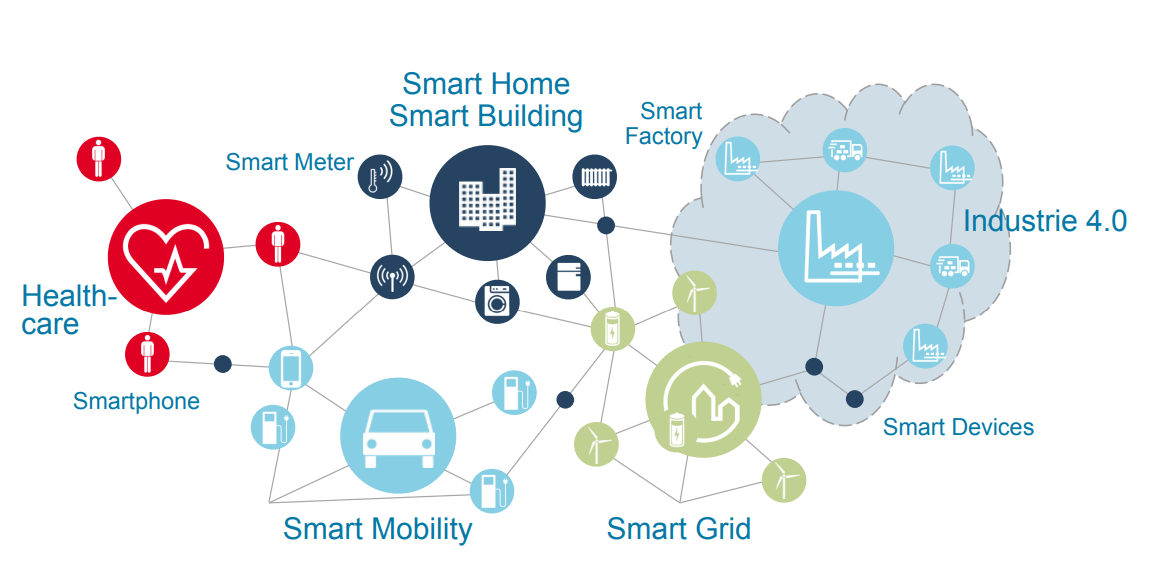 Smart Home
Smart Building
Smart
Factory
Smart Meter
Industrie 4.0
Health-
care
Smartphone
Smart Devices
Smart Mobility
Smart Grid